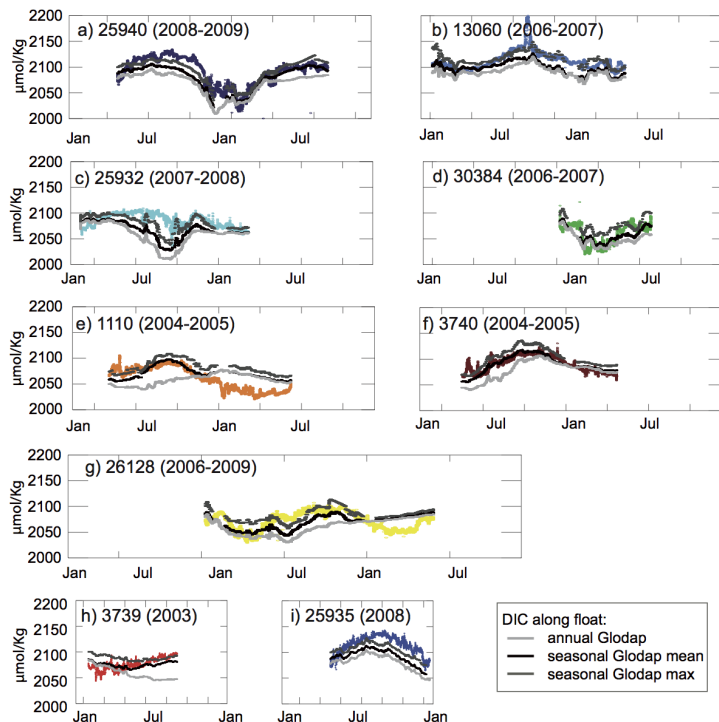 a) 25940 (2008-2009)
b) 13060 (2006-2007)
µmol/Kg
2200
2150
2100
2050
2000
Jan Jul Jan Jul
Jan Jul Jan Jul
c) 25932 (2007-2008)
d) 30384 (2006-2007)
µmol/Kg
2200
2150
2100
2050
2000
Jan Jul Jan Jul
Jan Jul Jan Jul
e) 1110 (2004-2005)
f) 3740 (2004-2005)
µmol/Kg
2200
2150
2100
2050
2000
Jan Jul Jan Jul
Jan Jul Jan Jul
g) 26128 (2006-2009)
µmol/Kg
2200
2150
2100
2050
2000
Jan Jul Jan Jul Jan Jul Jan
h) 3739 (2003)
i) 25935 (2008)
µmol/Kg
2200
2150
2100
2050
2000
Jan Jul Jan
Jan Jul Jan
DIC along float:
annual Glodap
seasonal Glodap mean
seasonal Glodap max